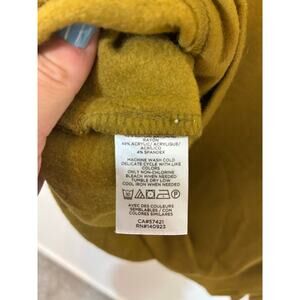 RAYON
48% ACRYLIC/ ACRYLIQUE/
ACRILICO
4% SPANDEX
MACHINE WASH COLD
DELICATE CYCLE WITH LIKE
COLORS
ONLY NON-CHLORINE
BLEACH WHEN NEEDED
TUMBLE DRY LOW
COOL IRON WHEN NEEDED
AVEC DES COULEURS
SEMBLABLES / CON
COLORES SIMILARES
CA#57421
RN#140923